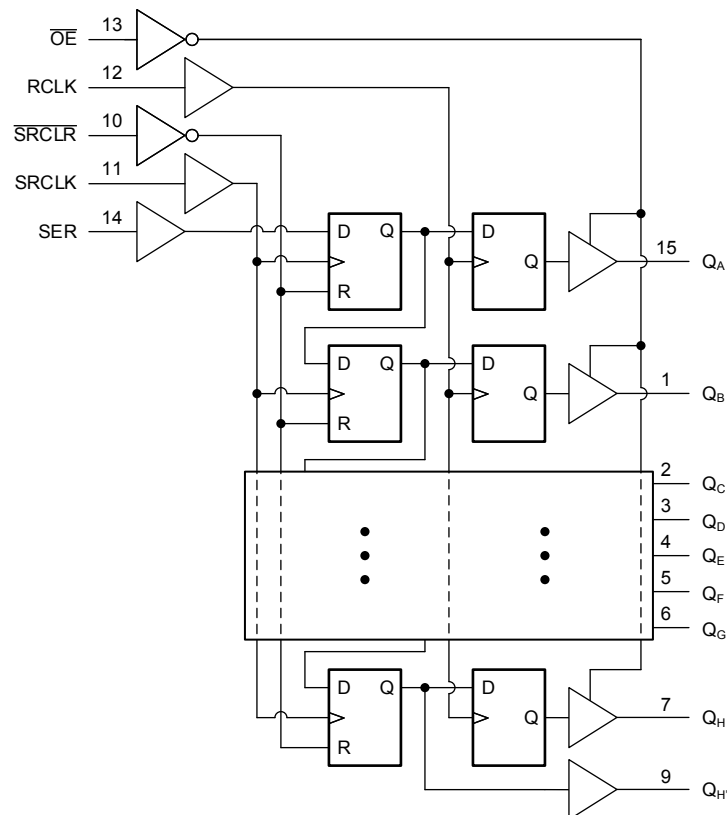 OE 13
RCLK 12
SRCLR 10
SRCLK 11
SER 14
D Q D
Q 15 QA
R
D Q D
Q 1 QB
R
2 QC
3 QD
4 QE
5 QF
6 QG
D Q D
Q 7 QH
R
9 QH'